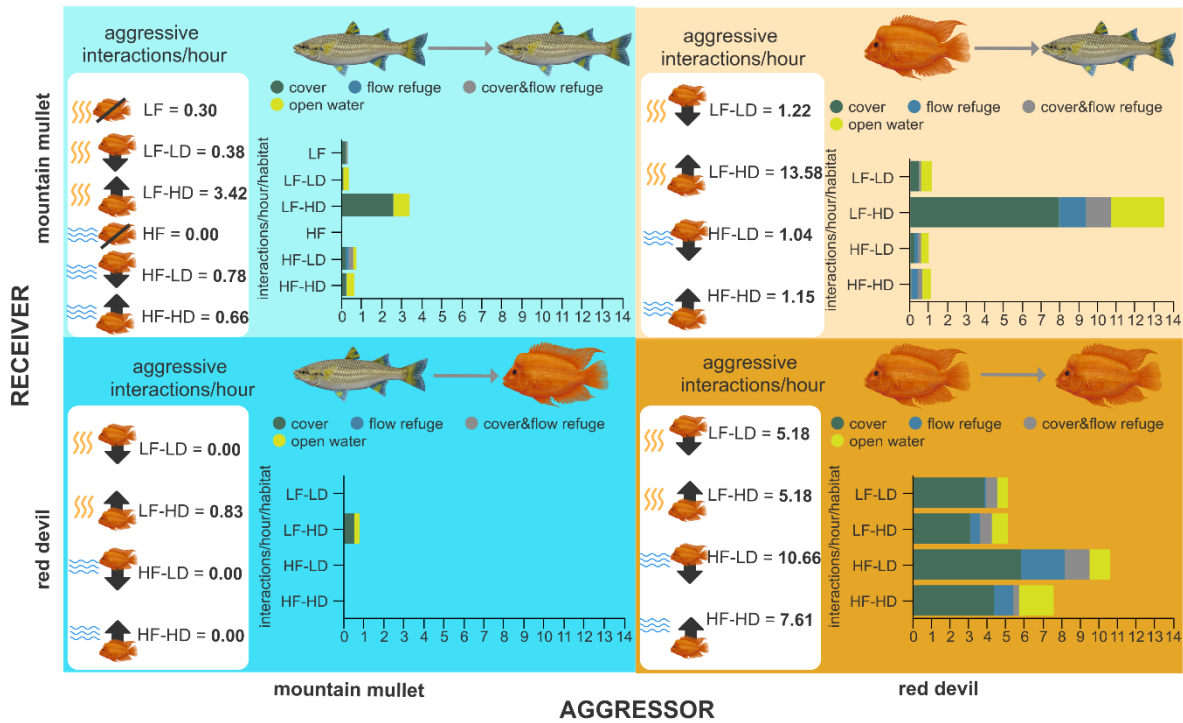 RECEIVER
mountain mullet
aggressive
interactions/hour
LF = 0.30
LF-LD = 0.38
LF-HD = 3.42
HF = 0.00
HF-LD = 0.78
HF-HD = 0.66
cover flow refuge cover&flow refuge
open water
interactions/hour/habitat
LF
LF-LD
LF-HD
HF
HF-LD
HF-HD
0 1 2 3 4 5 6 7 8 9 10 11 12 13 14
aggressive
interactions/hour
LF-LD = 1.22
LF-HD = 13.58
HF-LD = 1.04
HF-HD = 1.15
cover flow refuge cover&flow refuge
open water
interactions/hour/habitat
LF-LD
LF-HD
HF-LD
HF-HD
0 1 2 3 4 5 6 7 8 9 10 11 12 13 14
red devil
aggressive
interactions/hour
LF-LD = 0.00
LF-HD = 0.83
HF-LD = 0.00
HF-HD = 0.00
cover flow refuge cover&flow refuge
open water
interactions/hour/habitat
LF-LD
LF-HD
HF-LD
HF-HD
0 1 2 3 4 5 6 7 8 9 10 11 12 13 14
aggressive
interactions/hour
LF-LD = 5.18
LF-HD = 5.18
HF-LD = 10.66
HF-HD = 7.61
cover flow refuge cover&flow refuge
open water
interactions/hour/habitat
LF-LD
LF-HD
HF-LD
HF-HD
0 1 2 3 4 5 6 7 8 9 10 11 12 13 14
mountain mullet
red devil
AGGRESSOR